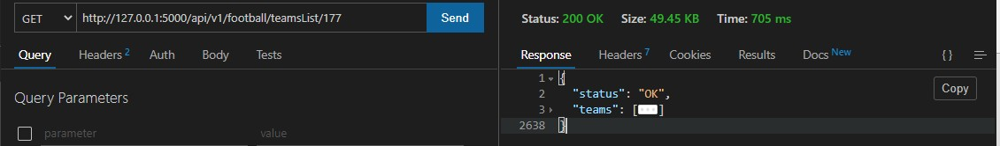 GET http://127.0.0.1:5000/api/v1/football/teamsList/177 Send
Query Headers 2 Auth Body Tests
Query Parameters
parameter value
Status: 200 OK Size: 49.45 KB Time: 705 ms
Response Headers 7 Cookies Results Docs New {}
1 {
2 "status": "OK",
3 "teams": [···]
2638 }
Copy